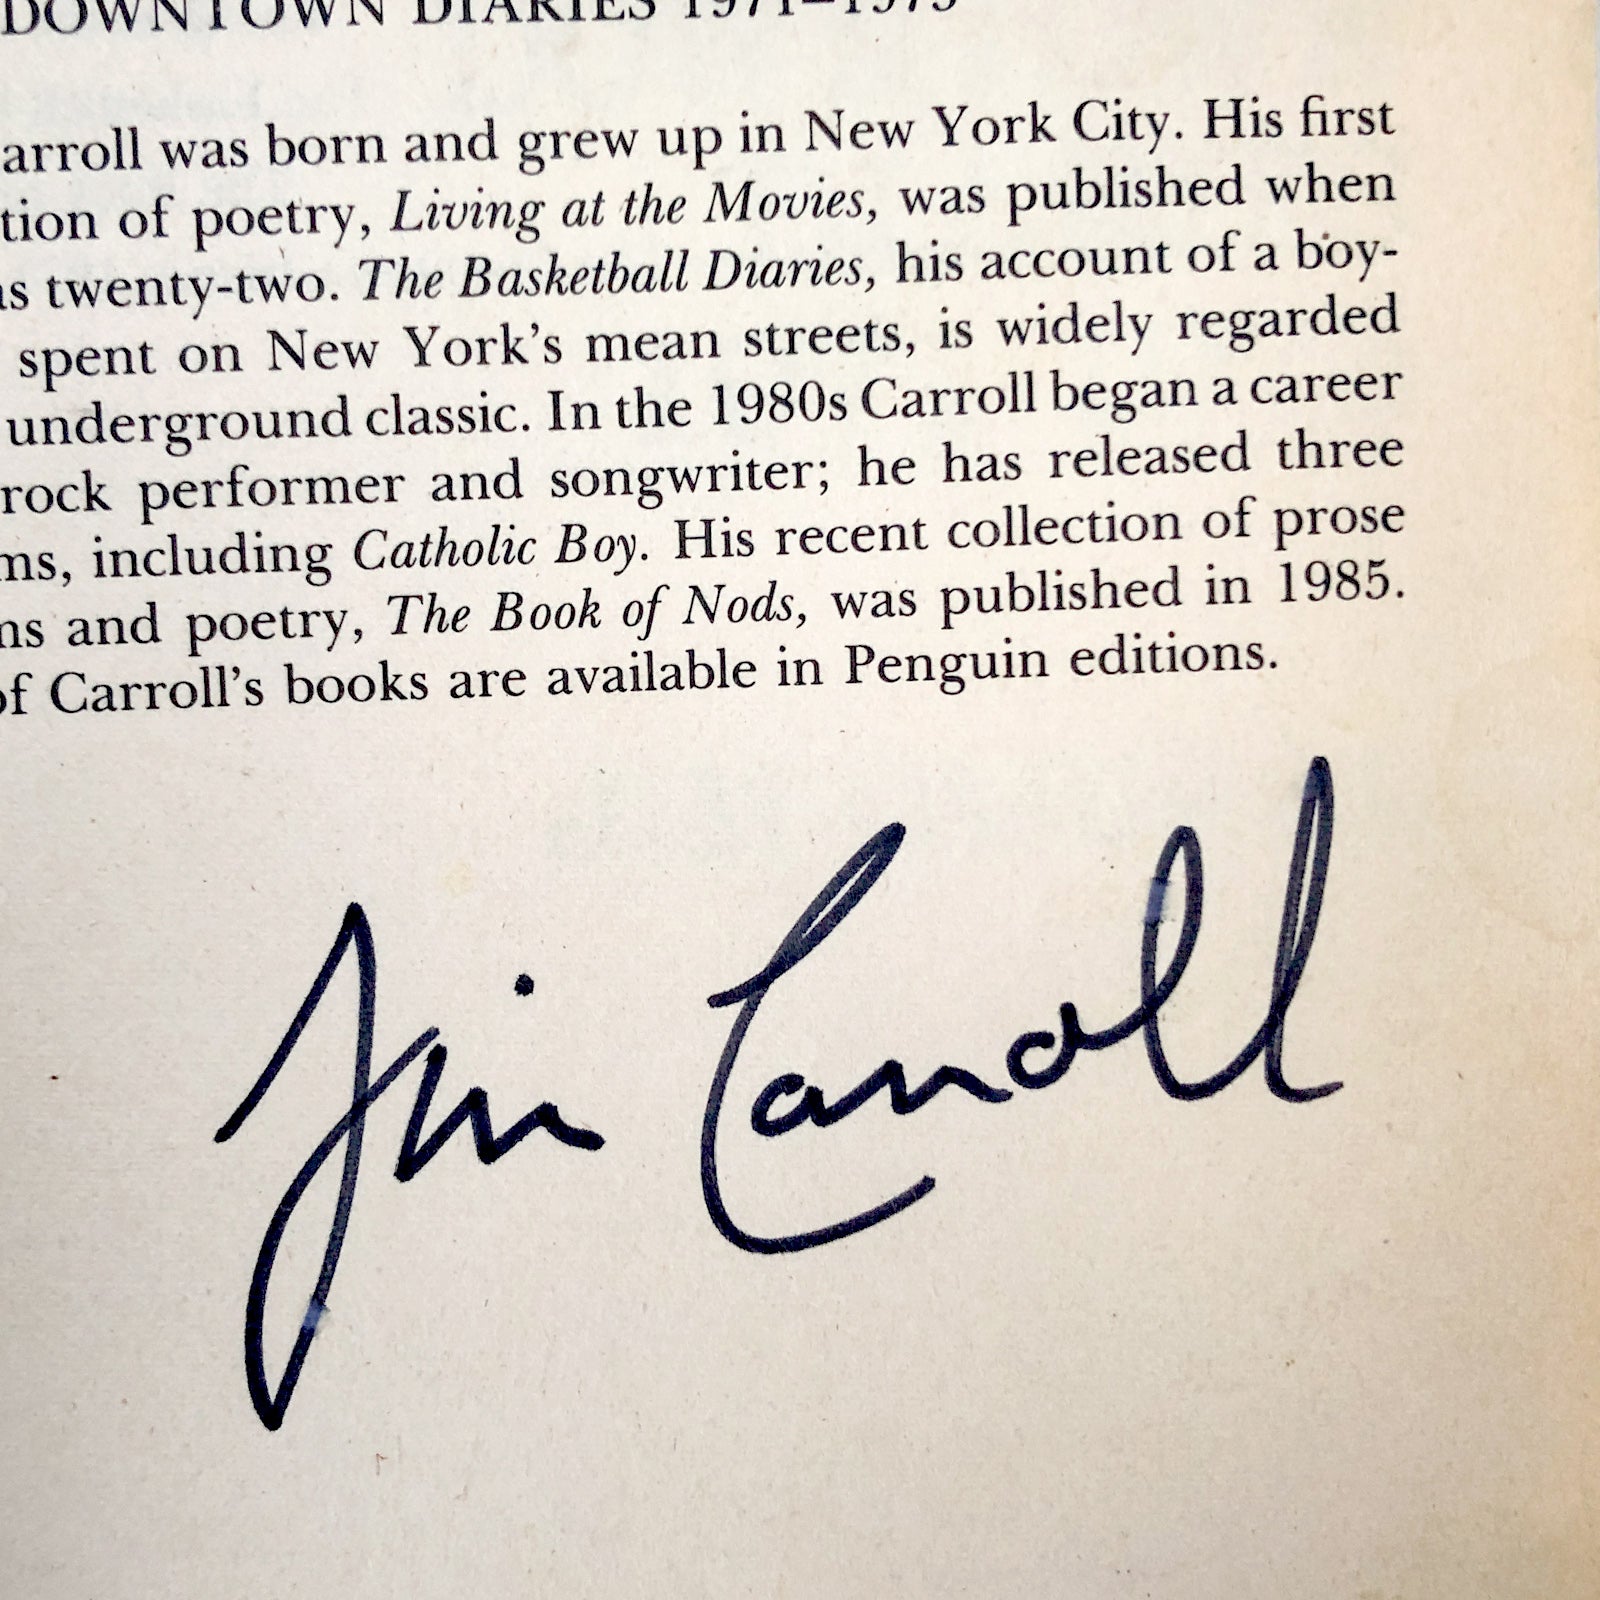 DOWNTOWN DIARIES 1971–1973
arroll was born and grew up in New York City. His first
tion of poetry, Living at the Movies, was published when
as twenty-two. The Basketball Diaries, his account of a boy-
spent on New York's mean streets, is widely regarded
underground classic. In the 1980s Carroll began a career
rock performer and songwriter; he has released three
ms, including Catholic Boy. His recent collection of prose
ns and poetry, The Book of Nods, was published in 1985.
of Carroll's books are available in Penguin editions.
Jim Carroll